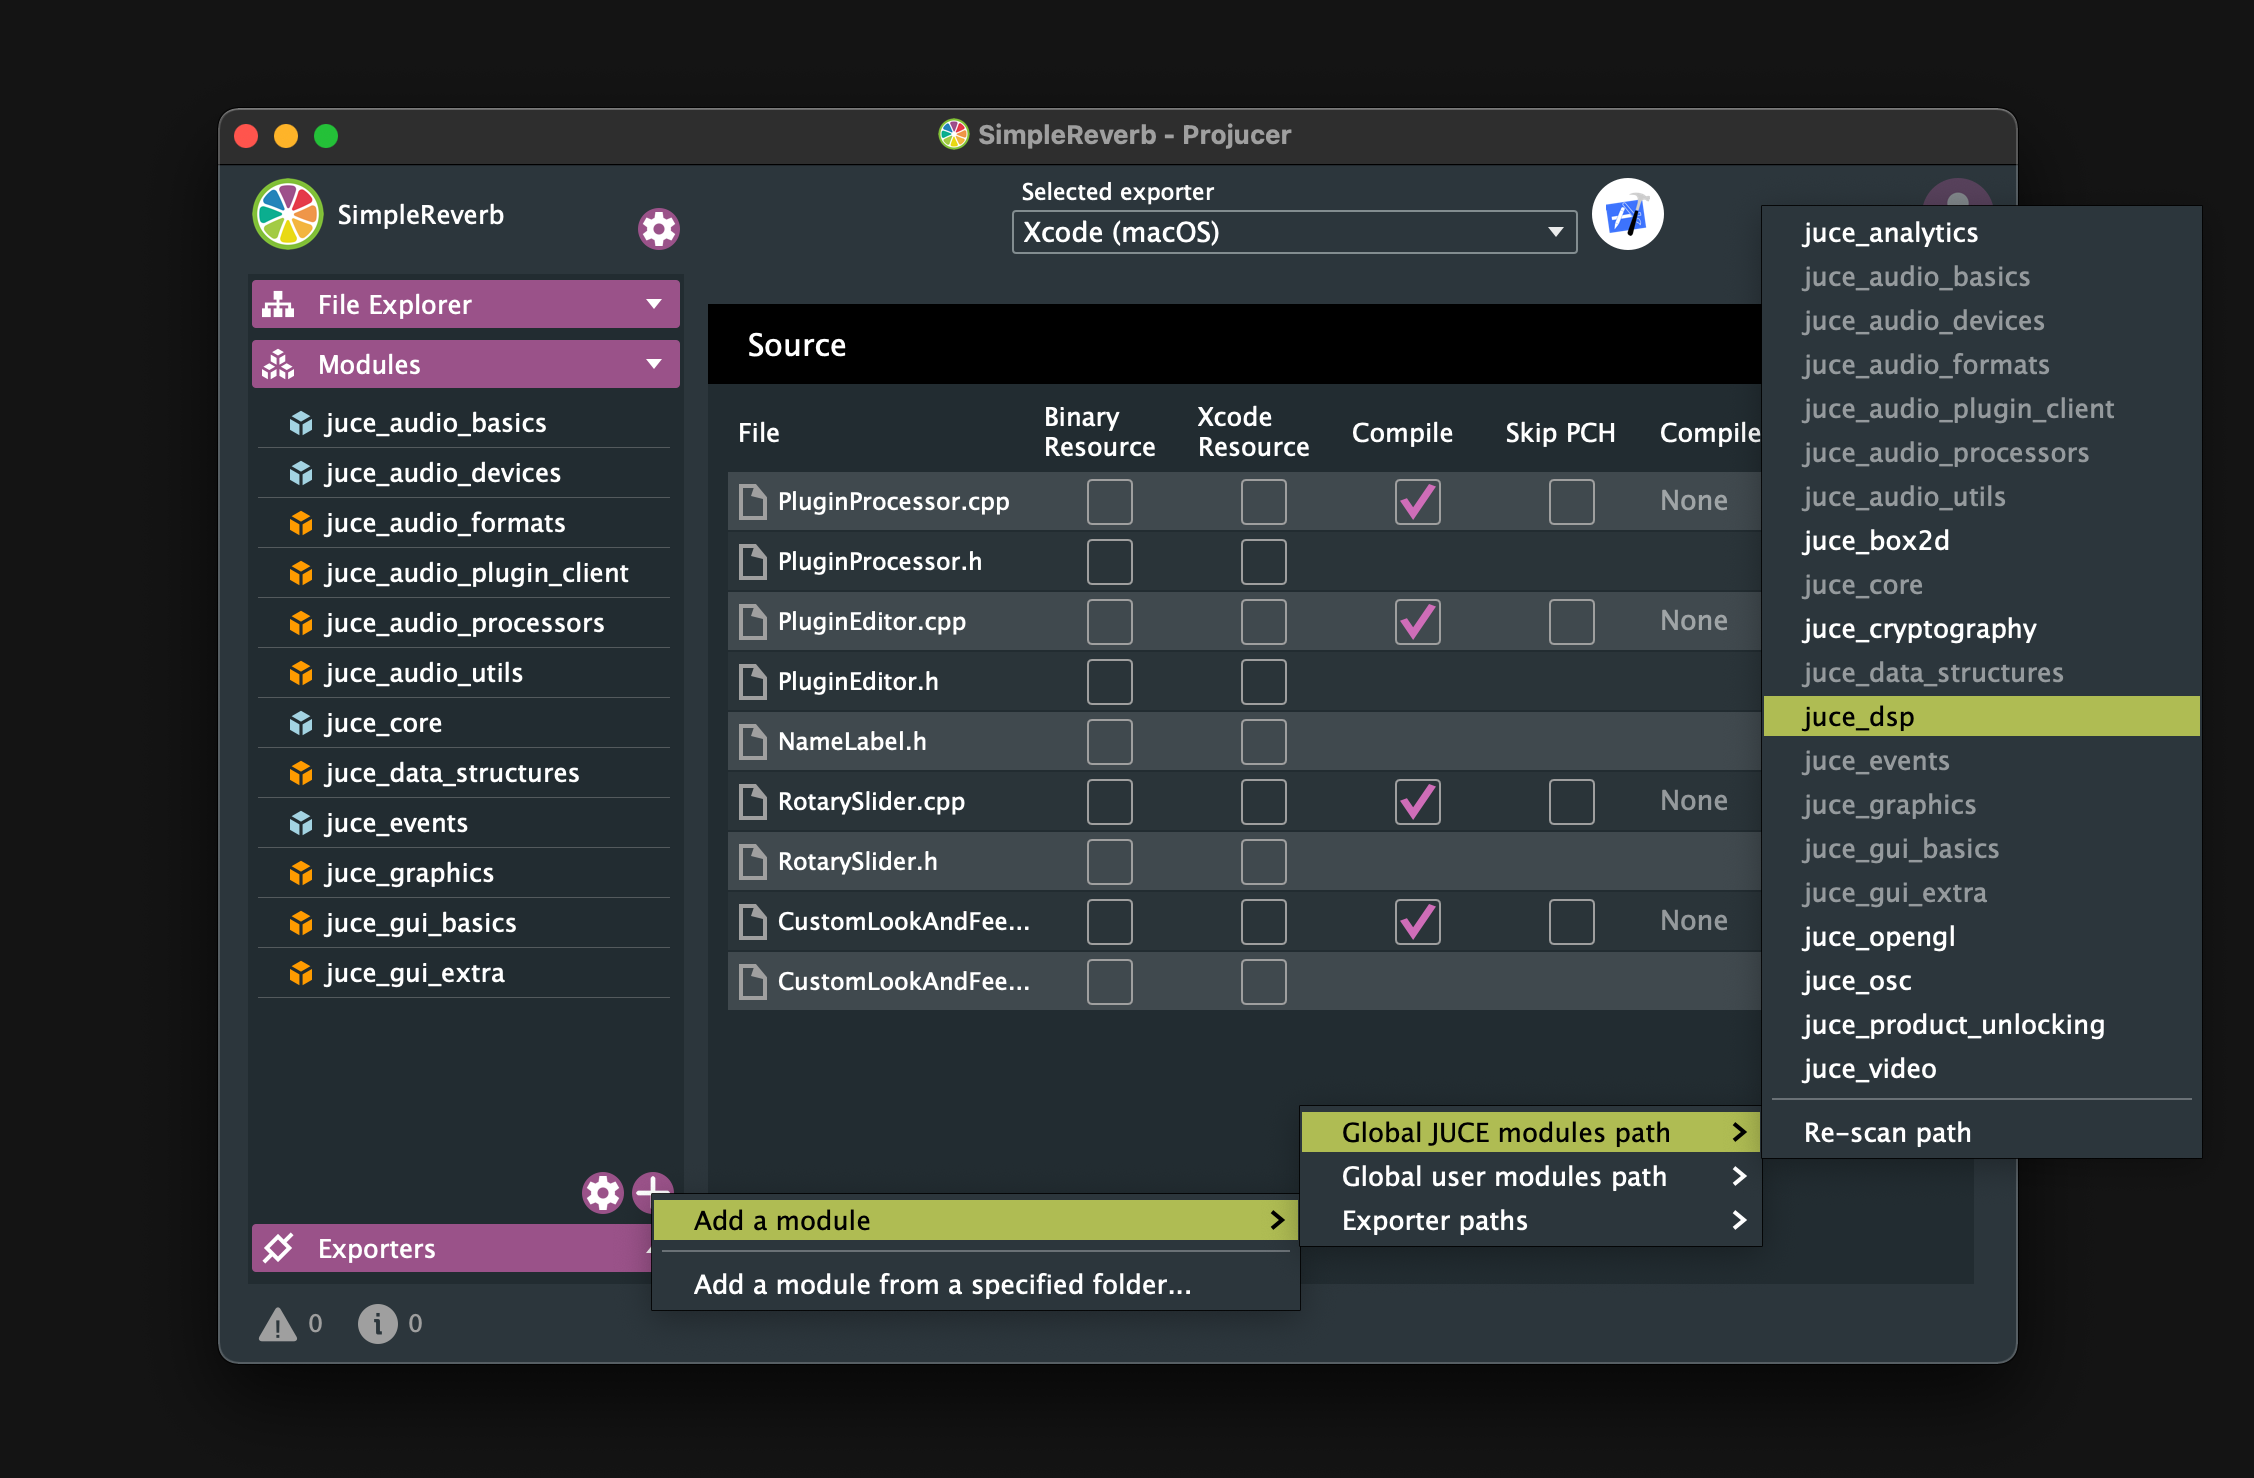 SimpleReverb - Projucer
SimpleReverb
Selected exporter
Xcode (macOS)
File Explorer
Modules
juce_audio_basics
juce_audio_devices
juce_audio_formats
juce_audio_plugin_client
juce_audio_processors
juce_audio_utils
juce_core
juce_data_structures
juce_events
juce_graphics
juce_gui_basics
juce_gui_extra
Exporters
0 0
Source
File Binary Resource Xcode Resource Compile Skip PCH Compile
PluginProcessor.cpp None
PluginProcessor.h
PluginEditor.cpp None
PluginEditor.h
NameLabel.h
RotarySlider.cpp None
RotarySlider.h
CustomLookAndFee... None
CustomLookAndFee...
Add a module
Add a module from a specified folder...
Global JUCE modules path
Global user modules path
Exporter paths
juce_analytics
juce_audio_basics
juce_audio_devices
juce_audio_formats
juce_audio_plugin_client
juce_audio_processors
juce_audio_utils
juce_box2d
juce_core
juce_cryptography
juce_data_structures
juce_dsp
juce_events
juce_graphics
juce_gui_basics
juce_gui_extra
juce_opengl
juce_osc
juce_product_unlocking
juce_video
Re-scan path